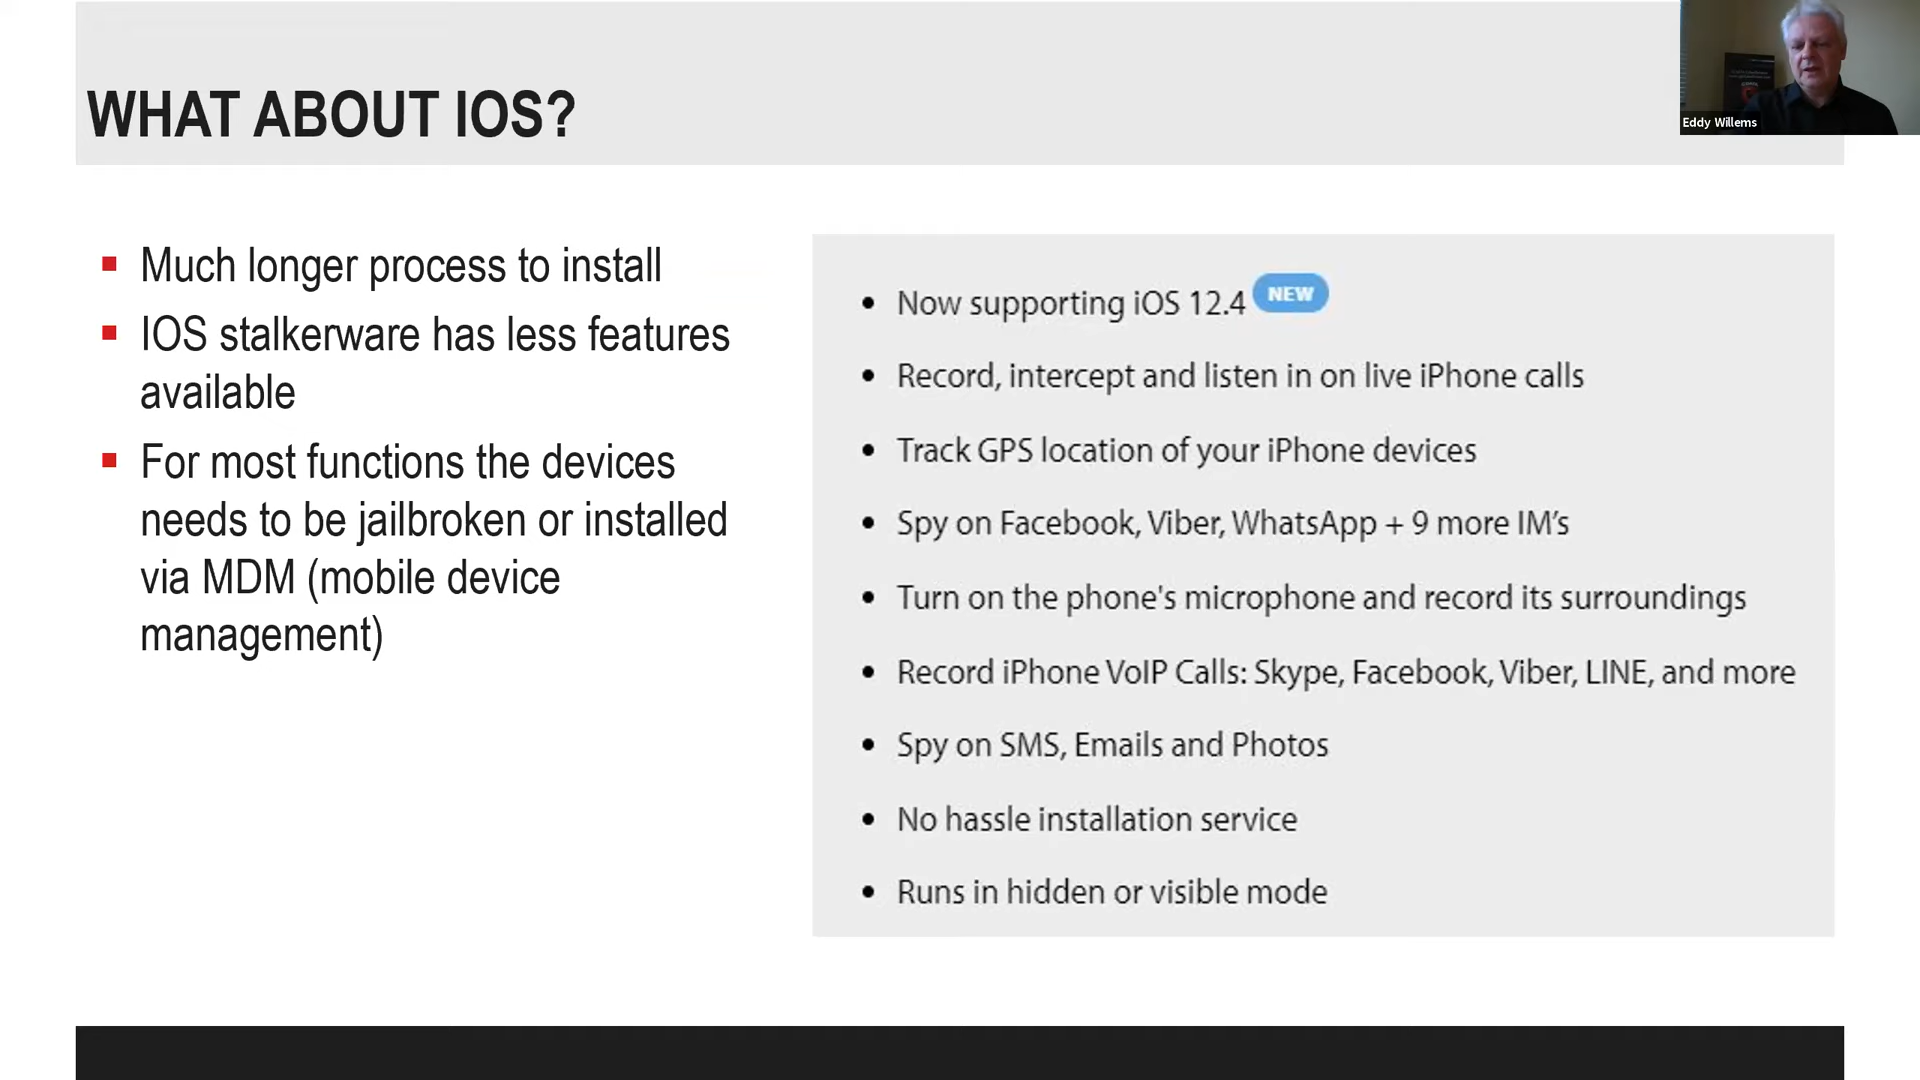 WHAT ABOUT IOS?
Eddy Willems
Much longer process to install
IOS stalkerware has less features
available
For most functions the devices
needs to be jailbroken or installed
via MDM (mobile device
management)
Now supporting iOS 12.4 NEW
Record, intercept and listen in on live iPhone calls
Track GPS location of your iPhone devices
Spy on Facebook, Viber, WhatsApp + 9 more IM's
Turn on the phone's microphone and record its surroundings
Record iPhone VoIP Calls: Skype, Facebook, Viber, LINE, and more
Spy on SMS, Emails and Photos
No hassle installation service
Runs in hidden or visible mode